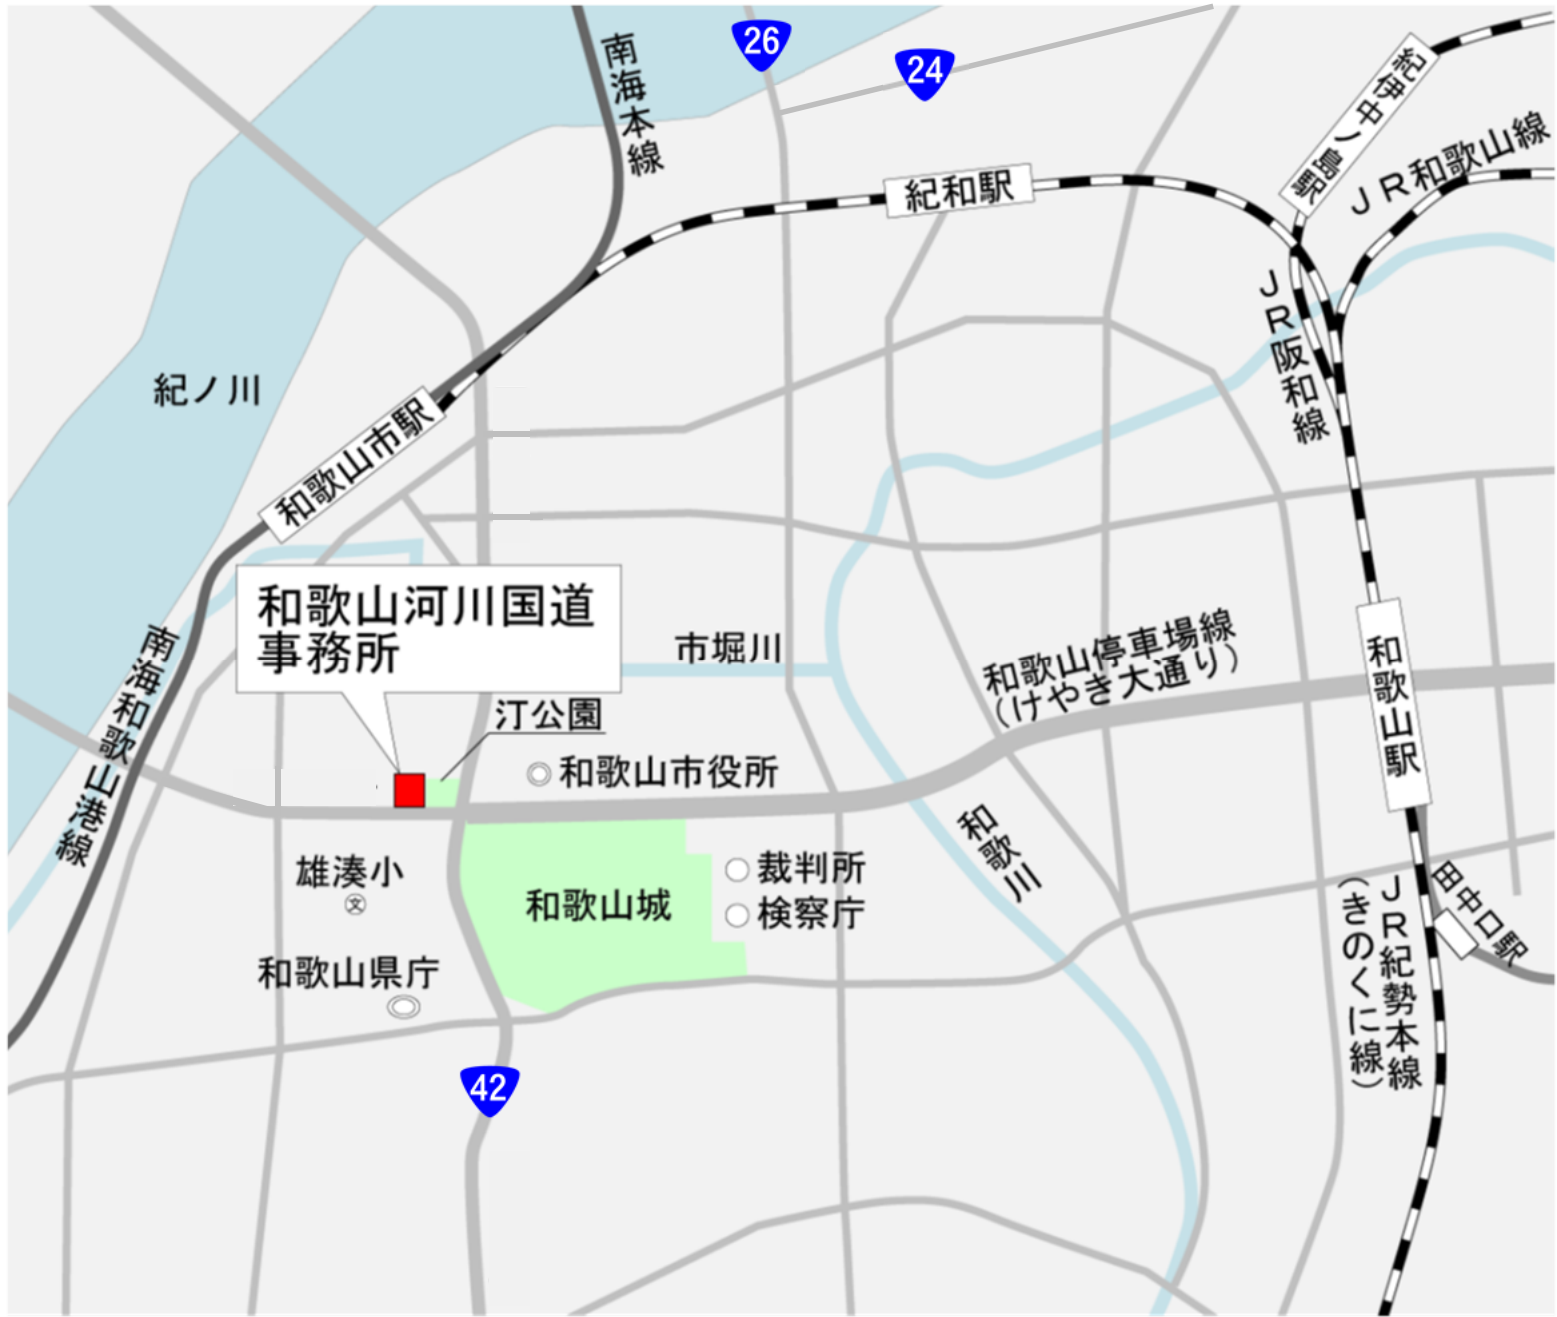 26
24
南海本線
紀伊中ノ島駅
JR和歌山線
紀和駅
JR阪和線
紀ノ川
和歌山市駅
和歌山河川国道
事務所
市堀川
和歌山停車場線
（けやき大通り）
南海和歌山港線
汀公園
和歌山駅
和歌山市役所
和歌川
雄湊小
文
裁判所
検察庁
和歌山城
和歌山県庁
田中口駅
JR紀勢本線
（きのくに線）
42